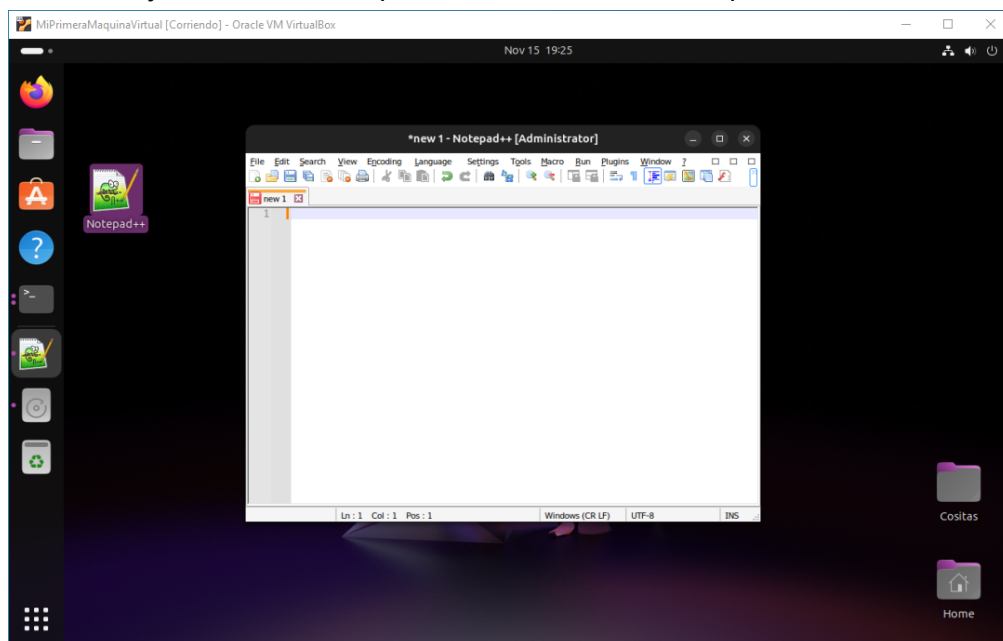 MiPrimeraMaquinaVirtual [Corriendo] - Oracle VM VirtualBox
Nov 15 19:25
*new 1 - Notepad++ [Administrator]
File Edit Search View Encoding Language Settings Tools Macro Run Plugins Window ?
new 1
1
Notepad++
Ln : 1 Col : 1 Pos : 1 Windows (CR LF) UTF-8 INS
Cositas
Home